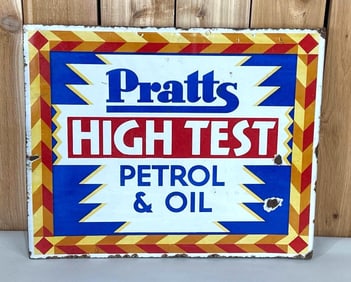 Pratts
HIGH TEST
PETROL
& OIL